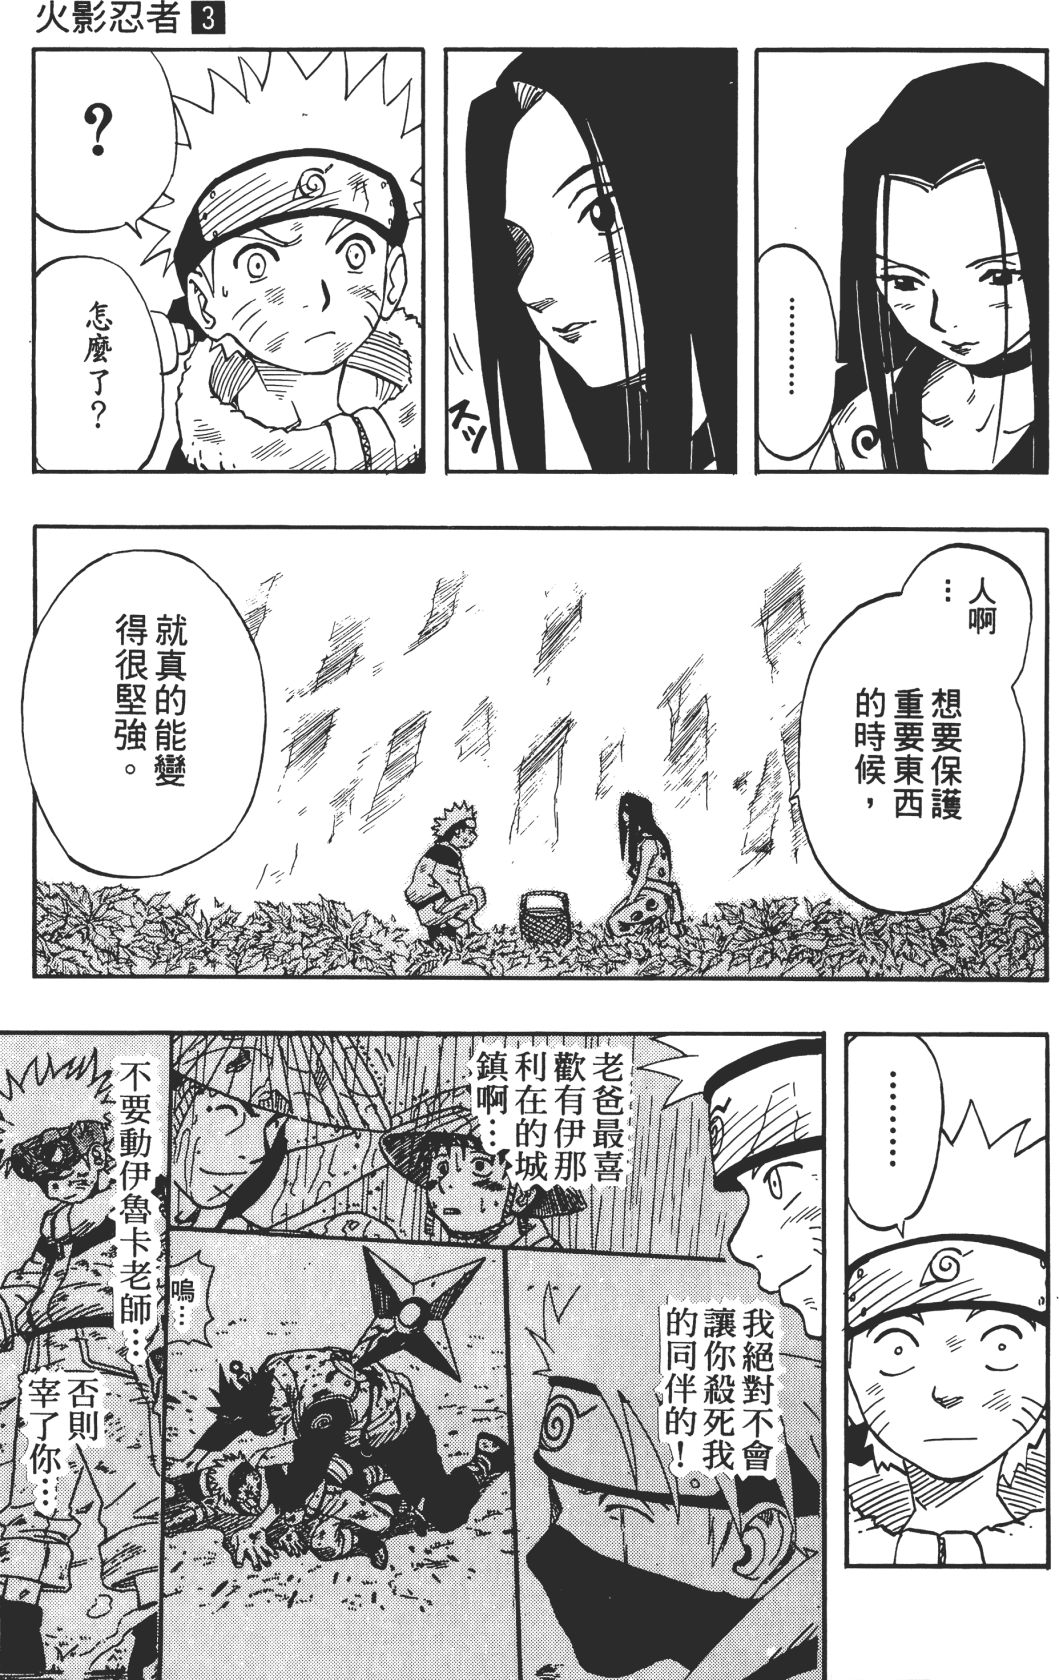 火影忍者 3
…………
スッ
？
怎麼了？
人啊
…
想要保護
重要東西
的時候，
就真的能變
得很堅強。
…………
老爸最喜
歡有伊那
利在的城
鎮啊…
我絕對不會
讓你殺死我
的同伴的！
嗚…
不要動伊魯卡老師…
否則
宰了你…